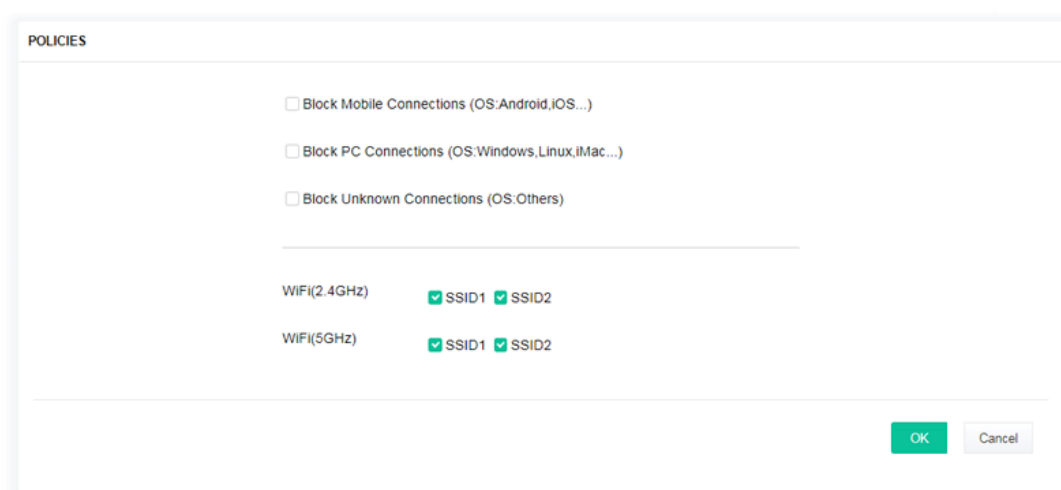 POLICIES
Block Mobile Connections (OS:Android,iOS...)
Block PC Connections (OS:Windows,Linux,iMac...)
Block Unknown Connections (OS:Others)
WiFi(2.4GHz) SSID1 SSID2
WiFi(5GHz) SSID1 SSID2
OK Cancel